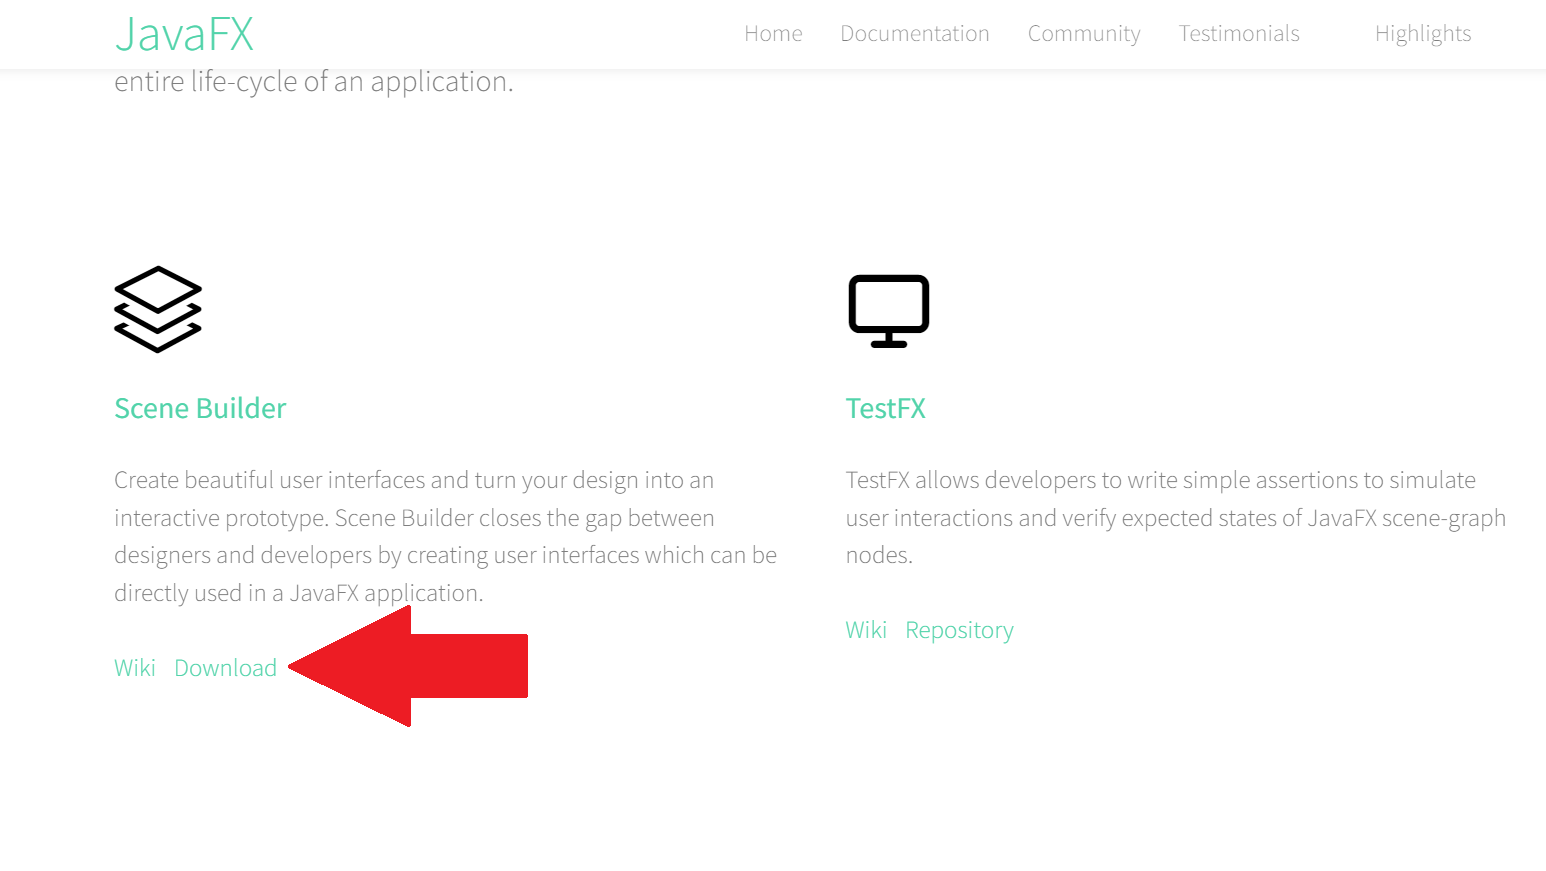 JavaFX
Home Documentation Community Testimonials Highlights
entire life-cycle of an application.
Scene Builder
Create beautiful user interfaces and turn your design into an
interactive prototype. Scene Builder closes the gap between
designers and developers by creating user interfaces which can be
directly used in a JavaFX application.
Wiki Download
TestFX
TestFX allows developers to write simple assertions to simulate
user interactions and verify expected states of JavaFX scene-graph
nodes.
Wiki Repository